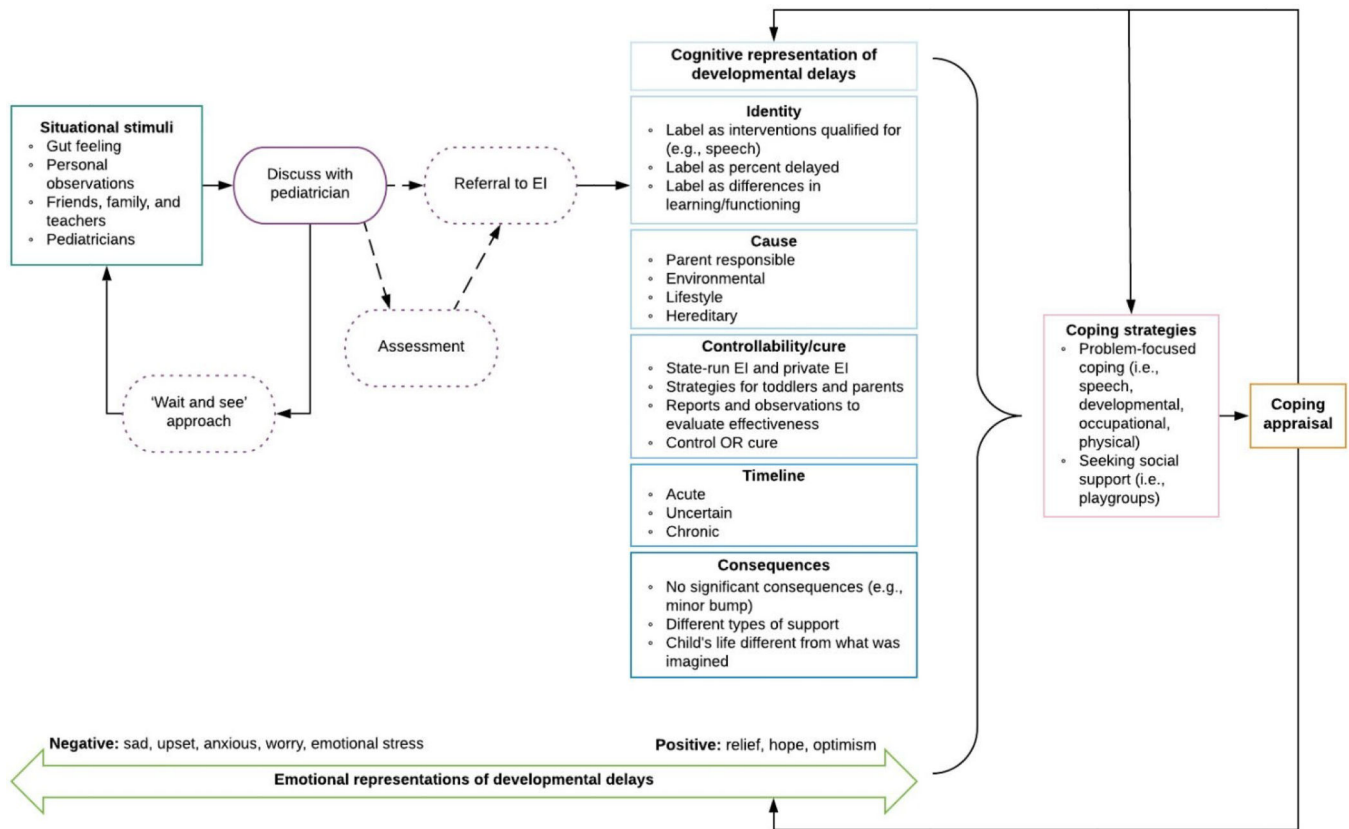 Situational stimuli
◦ Gut feeling
◦ Personal
observations
◦ Friends, family, and
teachers
◦ Pediatricians
Discuss with
pediatrician
Referral to EI
Assessment
‘Wait and see’
approach
Cognitive representation of
developmental delays
Identity
◦ Label as interventions qualified for
(e.g., speech)
◦ Label as percent delayed
◦ Label as differences in
learning/functioning
Cause
◦ Parent responsible
◦ Environmental
◦ Lifestyle
◦ Hereditary
Controllability/cure
◦ State-run EI and private EI
◦ Strategies for toddlers and parents
◦ Reports and observations to
evaluate effectiveness
◦ Control OR cure
Timeline
◦ Acute
◦ Uncertain
◦ Chronic
Consequences
◦ No significant consequences (e.g.,
minor bump)
◦ Different types of support
◦ Child's life different from what was
imagined
Coping strategies
◦ Problem-focused
coping (i.e.,
speech,
developmental,
occupational,
physical)
◦ Seeking social
support (i.e.,
playgroups)
Coping
appraisal
Negative: sad, upset, anxious, worry, emotional stress
Positive: relief, hope, optimism
Emotional representations of developmental delays